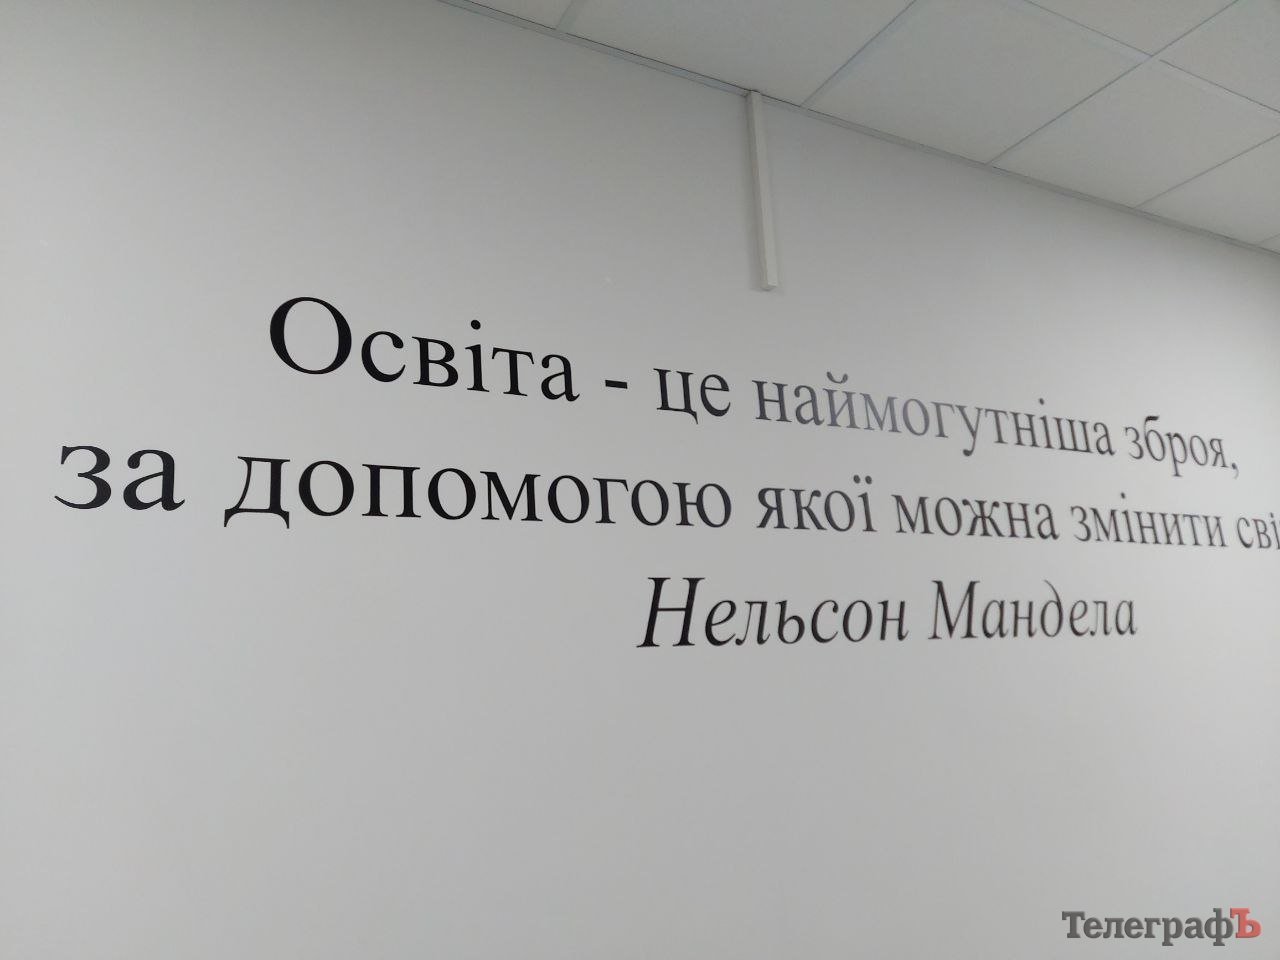 Освіта - це наймогутніша зброя,
за допомогою якої можна змінити сві
Нельсон Мандела
ТелеграфЪ